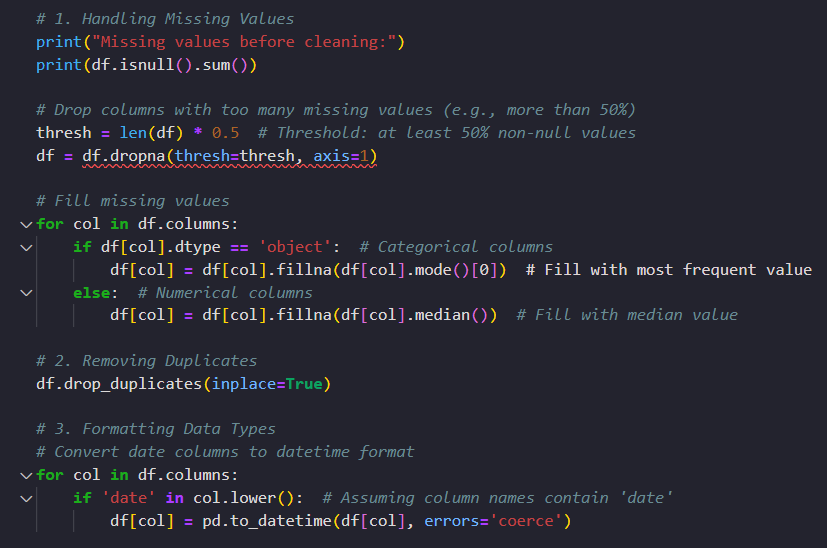 # 1. Handling Missing Values
print("Missing values before cleaning:")
print(df.isnull().sum())
# Drop columns with too many missing values (e.g., more than 50%)
thresh = len(df) * 0.5  # Threshold: at least 50% non-null values
df = df.dropna(thresh=thresh, axis=1)
# Fill missing values
for col in df.columns:
    if df[col].dtype == 'object':  # Categorical columns
        df[col] = df[col].fillna(df[col].mode()[0])  # Fill with most frequent value
    else:  # Numerical columns
        df[col] = df[col].fillna(df[col].median())  # Fill with median value
# 2. Removing Duplicates
df.drop_duplicates(inplace=True)
# 3. Formatting Data Types
# Convert date columns to datetime format
for col in df.columns:
    if 'date' in col.lower():  # Assuming column names contain 'date'
        df[col] = pd.to_datetime(df[col], errors='coerce')